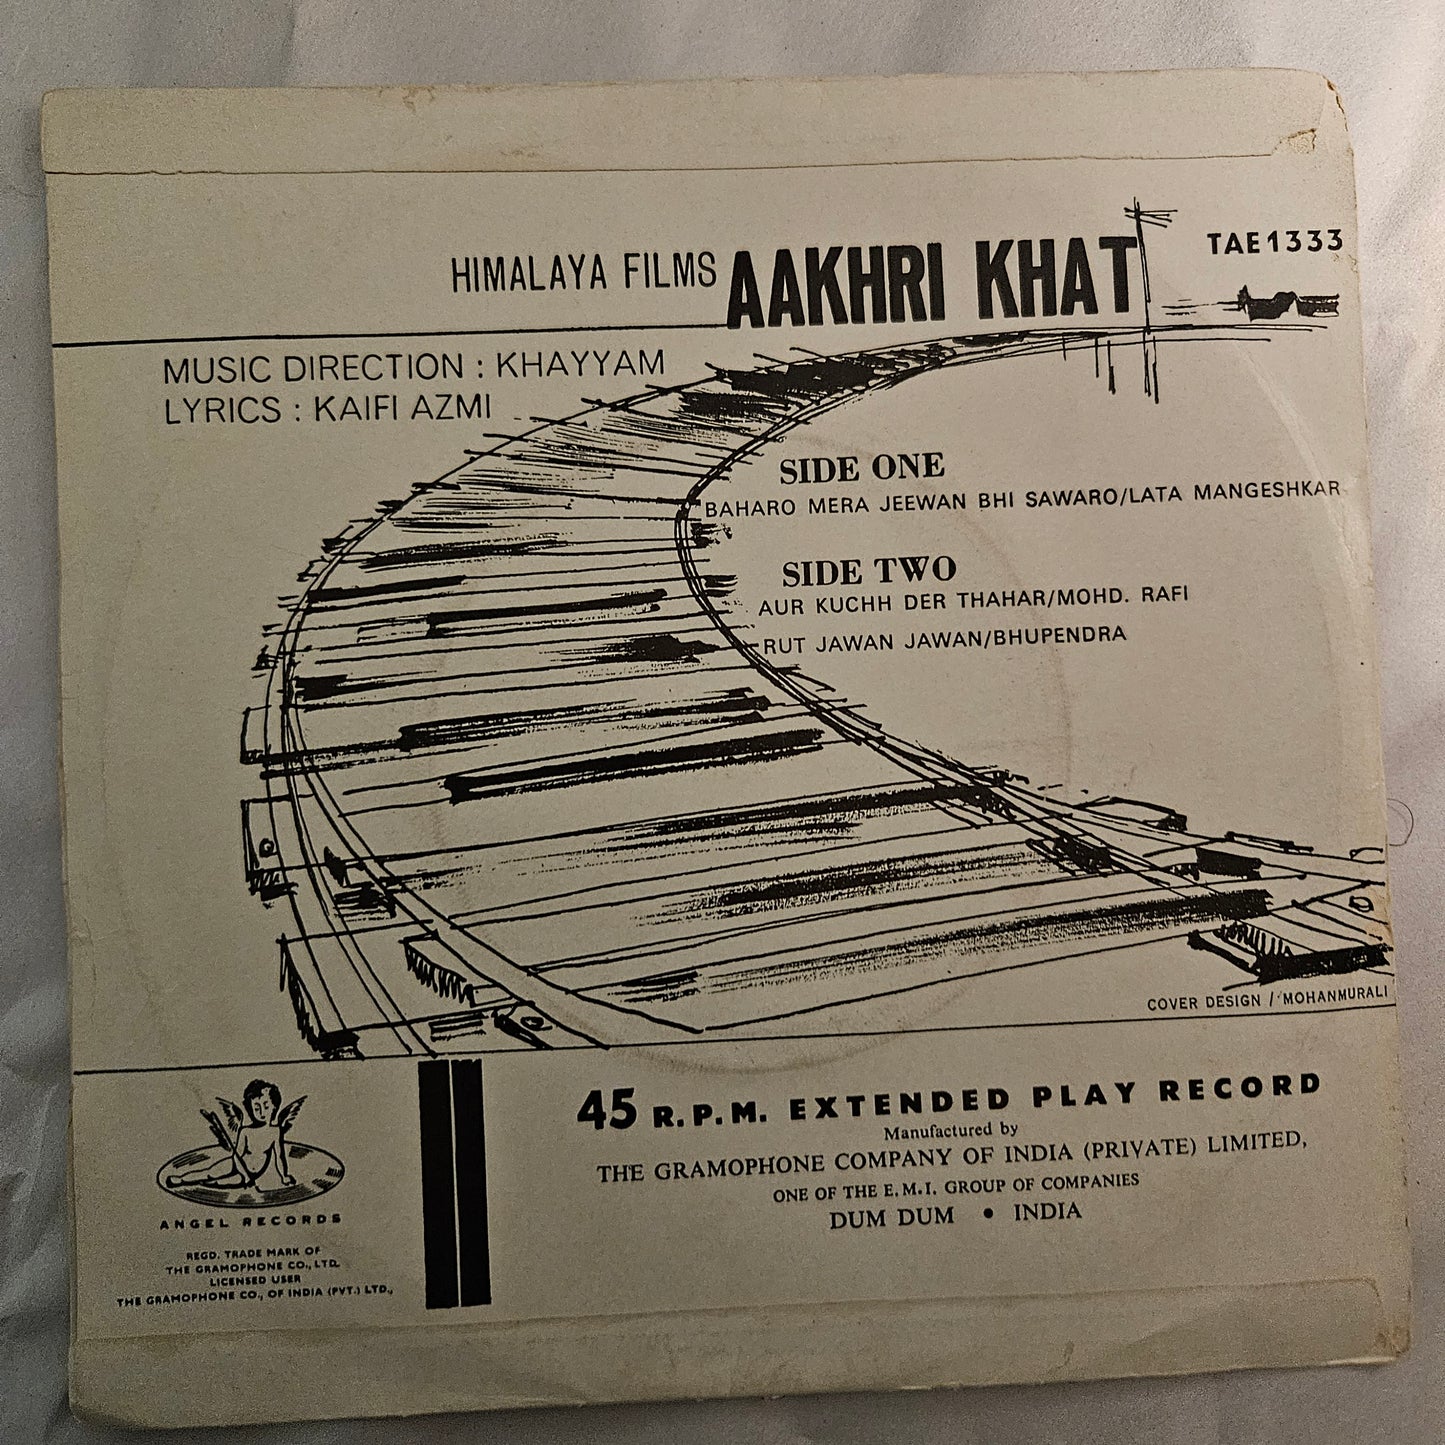 HIMALAYA FILMS AAKHRI KHAT TAE 1333
MUSIC DIRECTION : KHAYYAM
LYRICS : KAIFI AZMI
SIDE ONE
BAHARO MERA JEEWAN BHI SAWARO/LATA MANGESHKAR
SIDE TWO
AUR KUCHH DER THAHAR/MOHD. RAFI
RUT JAWAN JAWAN/BHUPENDRA
COVER DESIGN / MOHANMURALI
45 R.P.M. EXTENDED PLAY RECORD
Manufactured by
THE GRAMOPHONE COMPANY OF INDIA (PRIVATE) LIMITED,
ONE OF THE E.M.I. GROUP OF COMPANIES
DUM DUM • INDIA
ANGEL RECORDS
REGD. TRADE MARK OF
THE GRAMOPHONE CO., LTD.
LICENSED USER
THE GRAMOPHONE CO., OF INDIA (PVT.) LTD.,